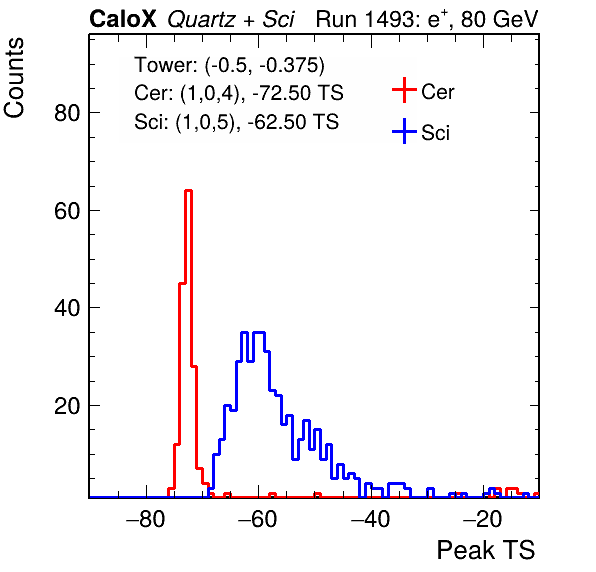 CaloX Quartz + Sci Run 1493: e+, 80 GeV
Counts
Tower: (-0.5, -0.375)
Cer: (1,0,4), -72.50 TS
Sci: (1,0,5), -62.50 TS
Cer
Sci
80
60
40
20
−80 −60 −40 −20
Peak TS